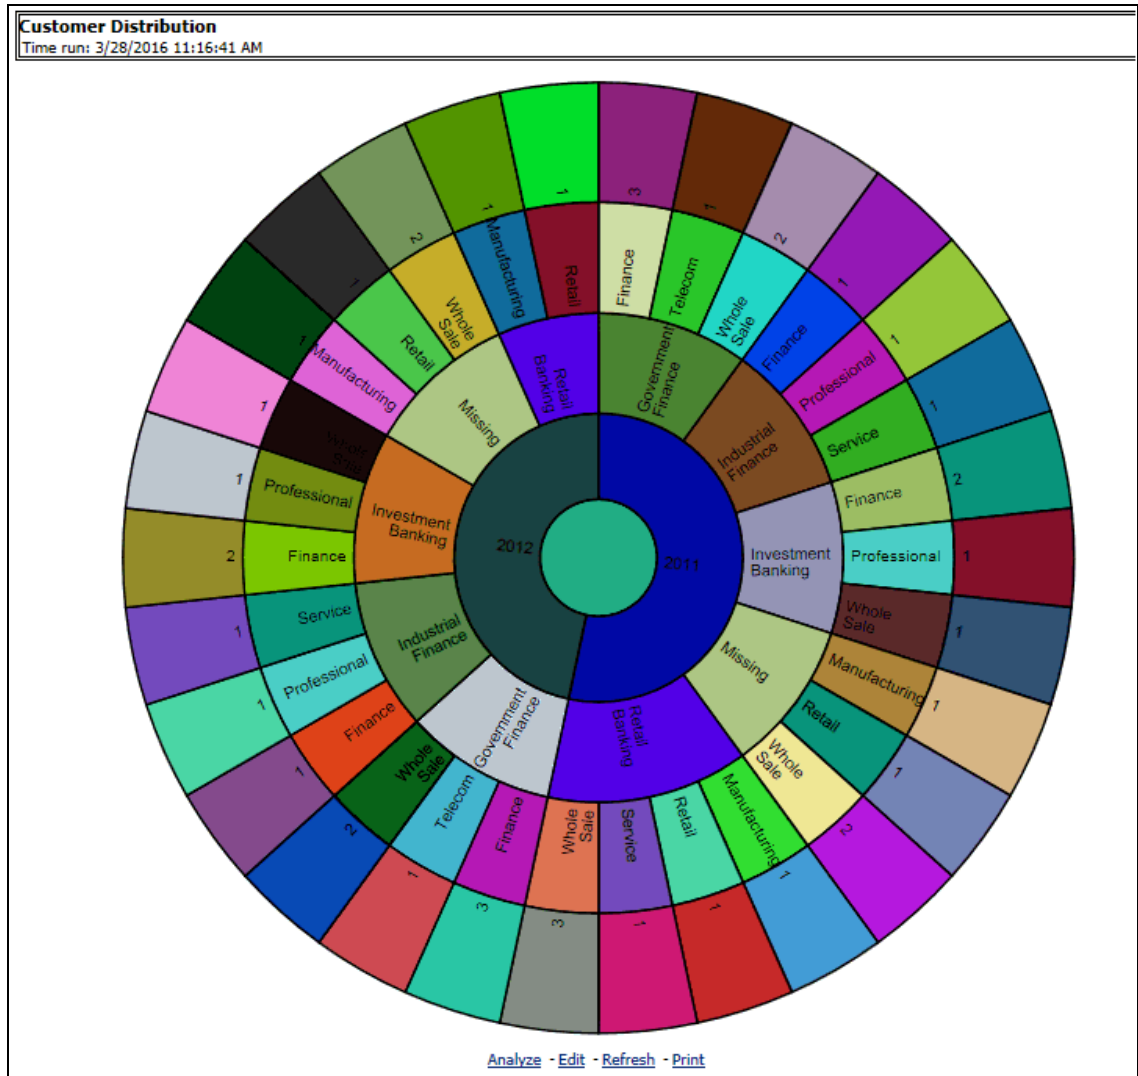 Customer Distribution
Time run: 3/28/2016 11:16:41 AM
2011
Government
Finance
Finance
3
Telecom
1
Whole
Sale
2
Industrial
Finance
Finance
1
Professional
1
Service
1
Investment
Banking
Finance
2
Professional
1
Whole
Sale
1
Missing
Manufacturing
1
Retail
1
Whole
Sale
2
Retail
Banking
Manufacturing
1
Retail
1
Service
1
Whole
Sale
3
2012
Government
Finance
Finance
3
Telecom
1
Whole
Sale
2
Industrial
Finance
Finance
1
Professional
1
Service
1
Investment
Banking
Finance
2
Professional
1
Whole
Sale
1
Missing
Manufacturing
1
Retail
1
Whole
Sale
2
Retail
Banking
Manufacturing
1
Retail
1
Analyze - Edit - Refresh - Print